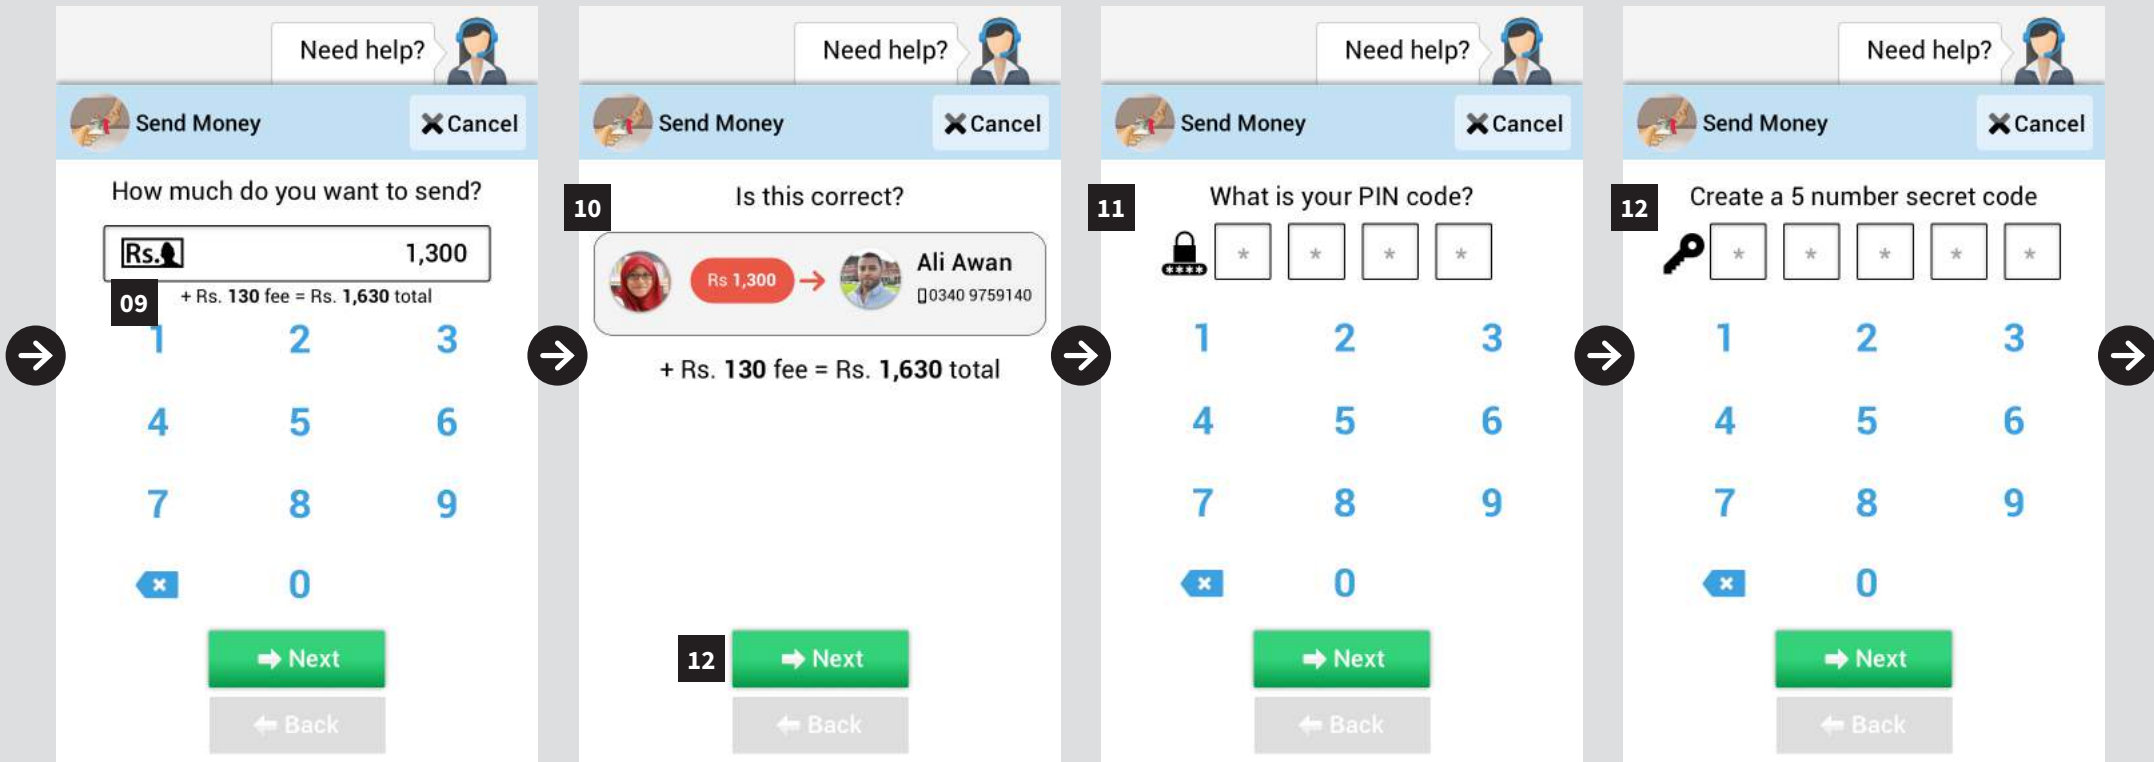 Need help?
Send Money
Cancel
How much do you want to send?
Rs. 1,300
09
+ Rs. 130 fee = Rs. 1,630 total
1 2 3
4 5 6
7 8 9
0
Next
Back
Need help?
Send Money
Cancel
10
Is this correct?
Rs 1,300
Ali Awan
0340 9759140
+ Rs. 130 fee = Rs. 1,630 total
12
Next
Back
Need help?
Send Money
Cancel
11
What is your PIN code?
****
* * * *
1 2 3
4 5 6
7 8 9
0
Next
Back
Need help?
Send Money
Cancel
12
Create a 5 number secret code
* * * * *
1 2 3
4 5 6
7 8 9
0
Next
Back